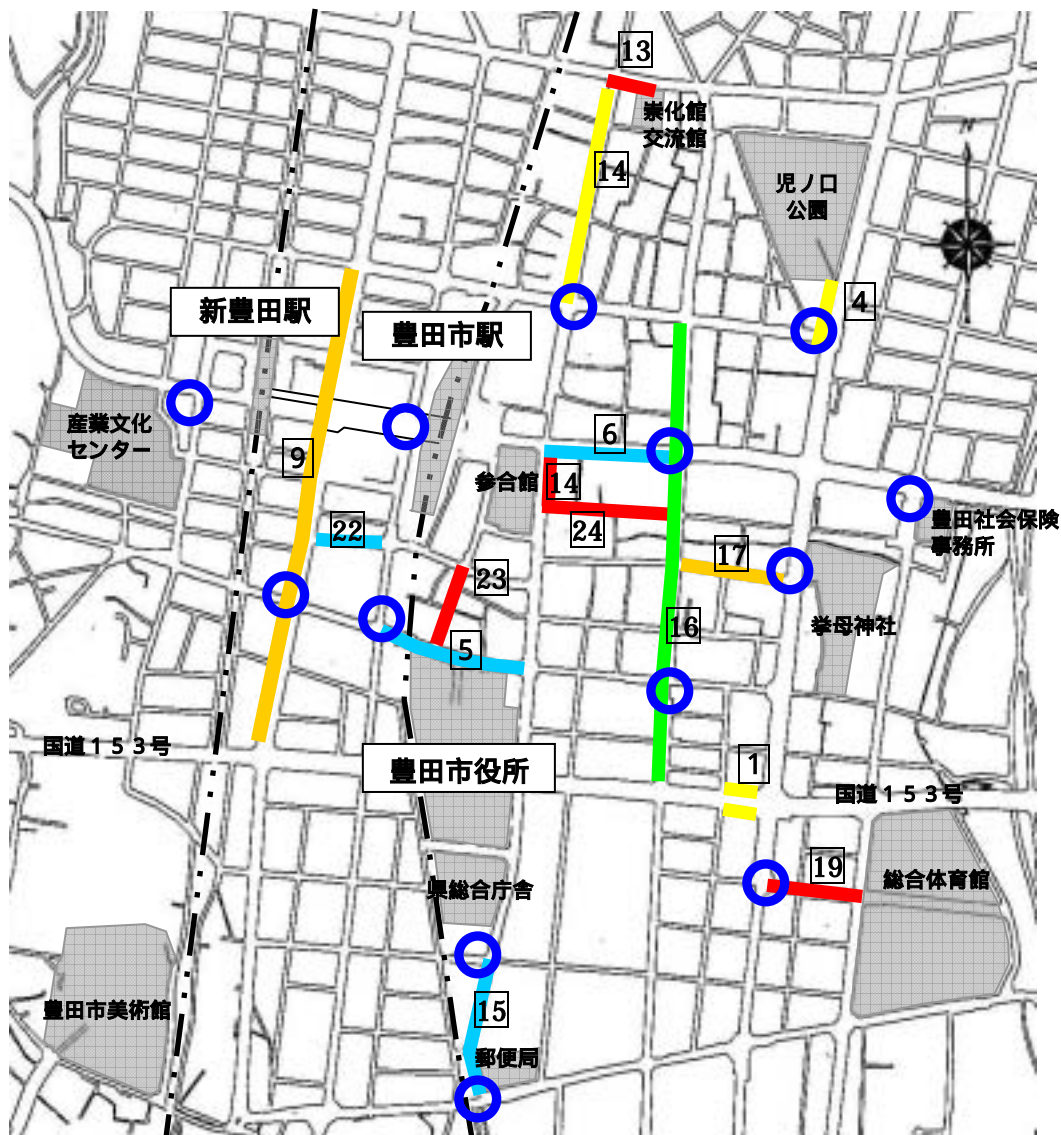 13
崇化館
交流館
14
児ノ口
公園
N
4
新豊田駅
豊田市駅
産業文化
センター
9
6
参合館
14
24
22
豊田社会保険
事務所
17
23
16
挙母神社
5
国道１５３号
豊田市役所
1
国道１５３号
19
総合体育館
県総合庁舎
豊田市美術館
15
郵便局